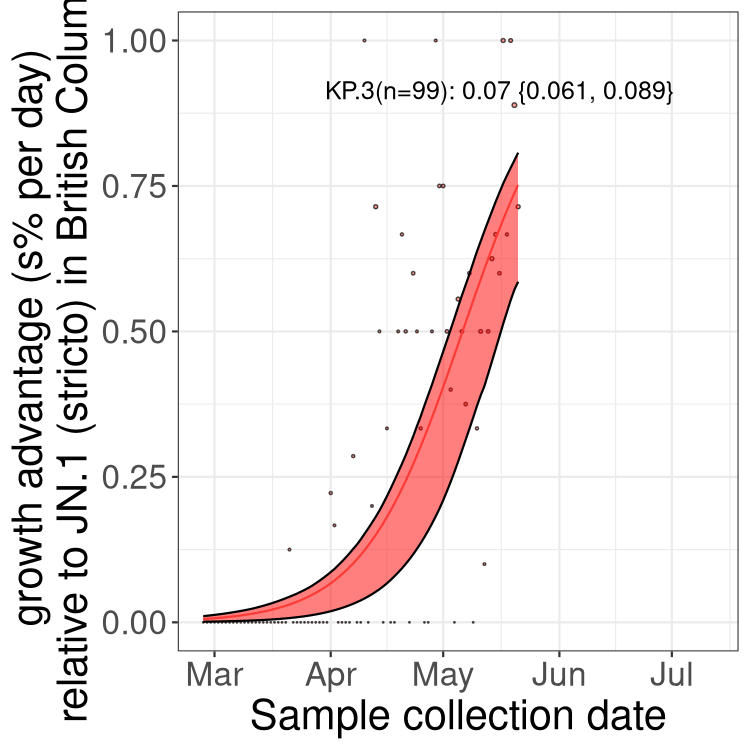 growth advantage (s% per day)
relative to JN.1 (stricto) in British Colum
1.00
0.75
0.50
0.25
0.00
KP.3(n=99): 0.07 {0.061, 0.089}
Mar Apr May Jun Jul
Sample collection date